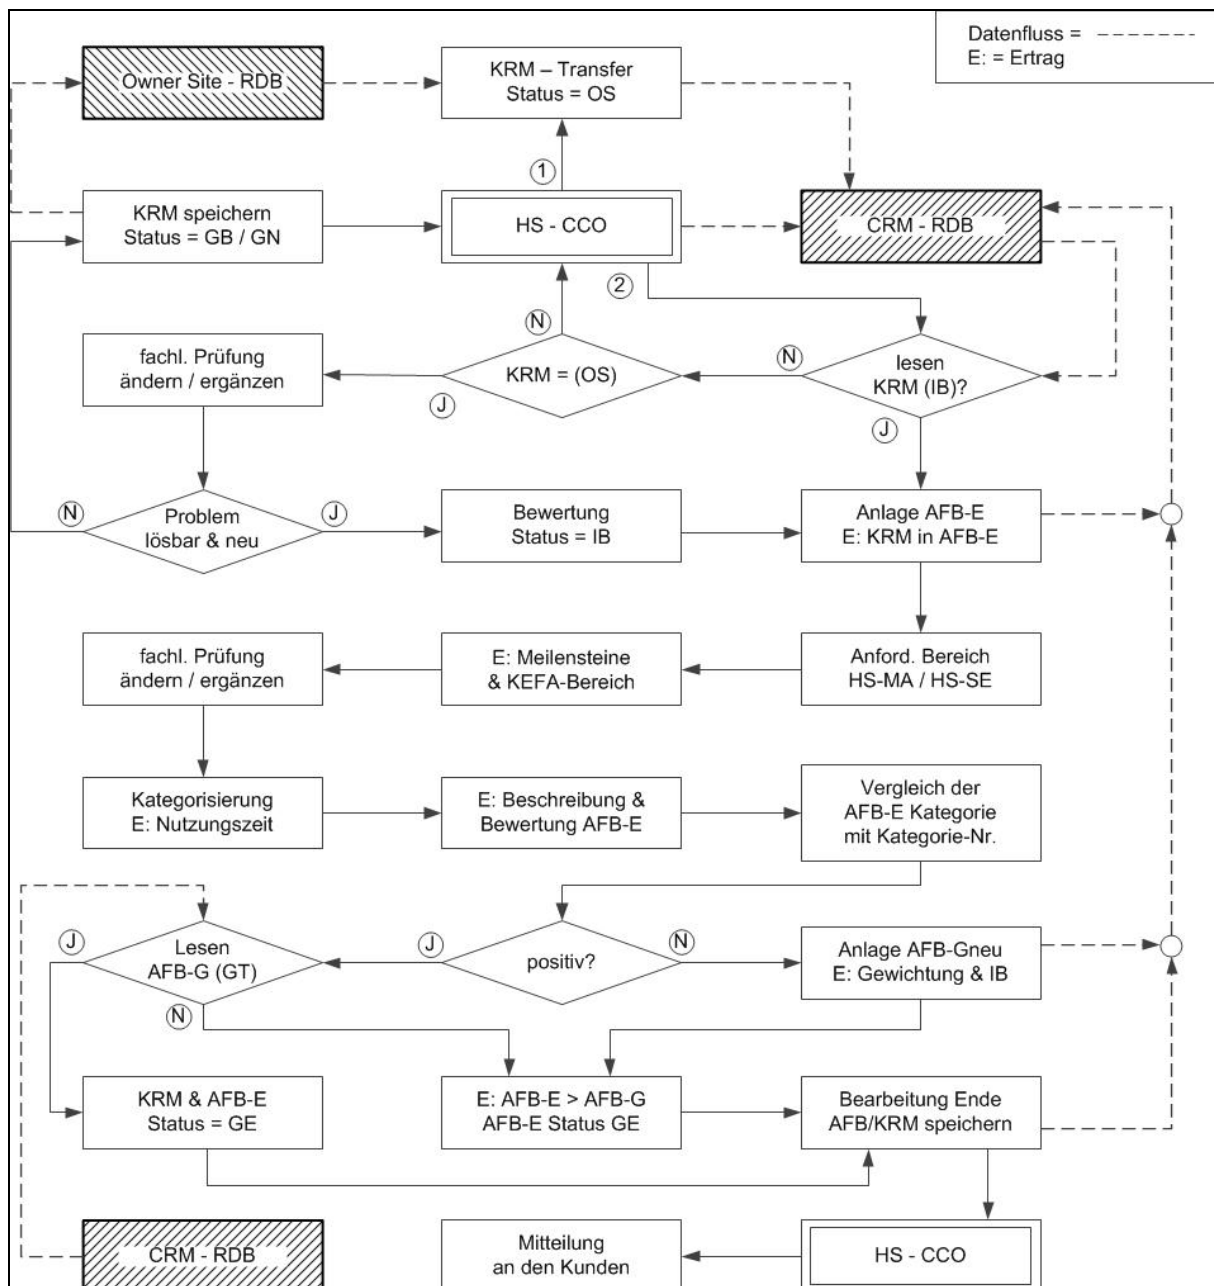 Datenfluss =
E: = Ertrag
Owner Site - RDB
KRM – Transfer
Status = OS
1
KRM speichern
Status = GB / GN
HS - CCO
CRM - RDB
2
N
fachl. Prüfung
ändern / ergänzen
KRM = (OS)
J
N
lesen
KRM (IB)?
J
N
Problem
lösbar & neu
J
Bewertung
Status = IB
Anlage AFB-E
E: KRM in AFB-E
fachl. Prüfung
ändern / ergänzen
E: Meilensteine
& KEFA-Bereich
Anford. Bereich
HS-MA / HS-SE
Kategorisierung
E: Nutzungszeit
E: Beschreibung &
Bewertung AFB-E
Vergleich der
AFB-E Kategorie
mit Kategorie-Nr.
J
Lesen
AFB-G (GT)
N
J
positiv?
N
Anlage AFB-Gneu
E: Gewichtung & IB
KRM & AFB-E
Status = GE
E: AFB-E > AFB-G
AFB-E Status GE
Bearbeitung Ende
AFB/KRM speichern
CRM - RDB
Mitteilung
an den Kunden
HS - CCO